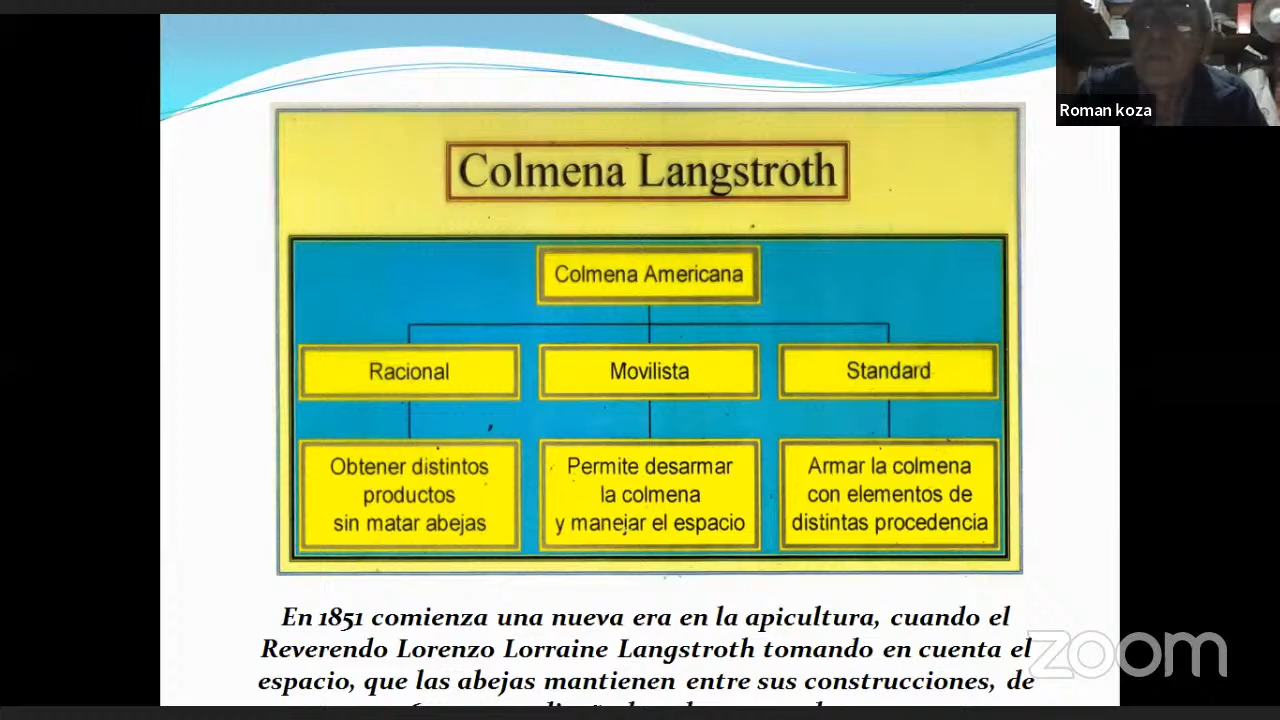 Roman koza
Colmena Langstroth
Colmena Americana
Racional
Movilista
Standard
Obtener distintos
productos
sin matar abejas
Permite desarmar
la colmena
y manejar el espacio
Armar la colmena
con elementos de
distintas procedencia
En 1851 comienza una nueva era en la apicultura, cuando el
Reverendo Lorenzo Lorraine Langstroth tomando en cuenta el
espacio, que las abejas mantienen entre sus construcciones, de
zoom